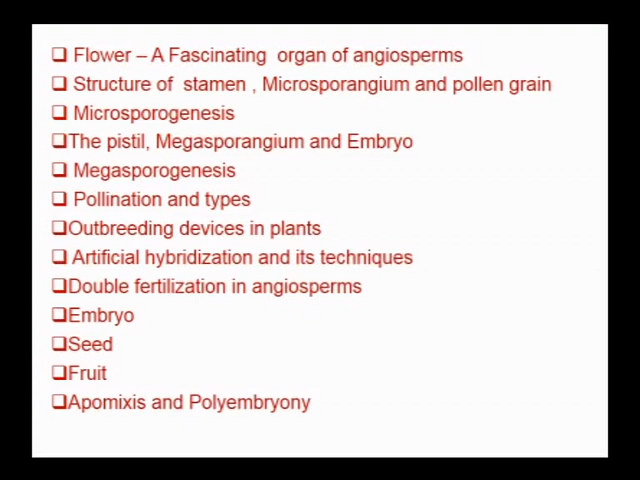 ❑ Flower – A Fascinating organ of angiosperms
❑ Structure of stamen , Microsporangium and pollen grain
❑ Microsporogenesis
❑The pistil, Megasporangium and Embryo
❑ Megasporogenesis
❑ Pollination and types
❑Outbreeding devices in plants
❑ Artificial hybridization and its techniques
❑Double fertilization in angiosperms
❑Embryo
❑Seed
❑Fruit
❑Apomixis and Polyembryony